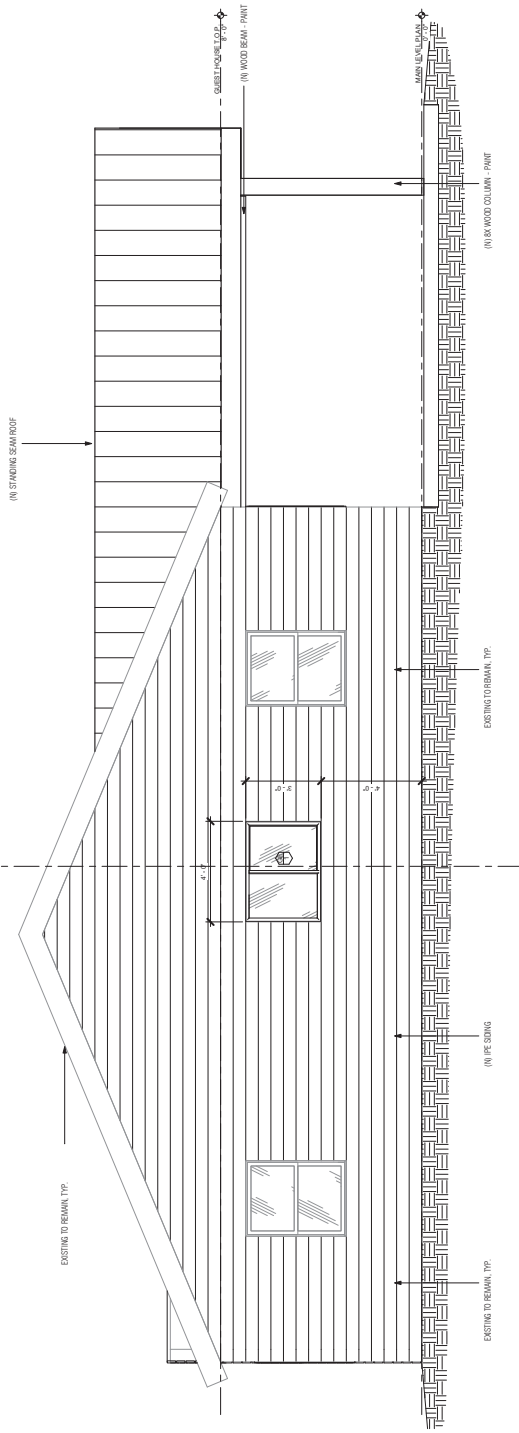 GUEST HOUSE T.O.P.
8' - 0"
(N) WOOD BEAM - PAINT
MAIN LEVEL PLAN
0' - 0"
(N) STANDING SEAM ROOF
(N) 8X WOOD COLUMN - PAINT
EXISTING TO REMAIN, TYP.
3' - 0"
4' - 0"
4' - 0"
(N) IPE SIDING
EXISTING TO REMAIN, TYP.
EXISTING TO REMAIN, TYP.